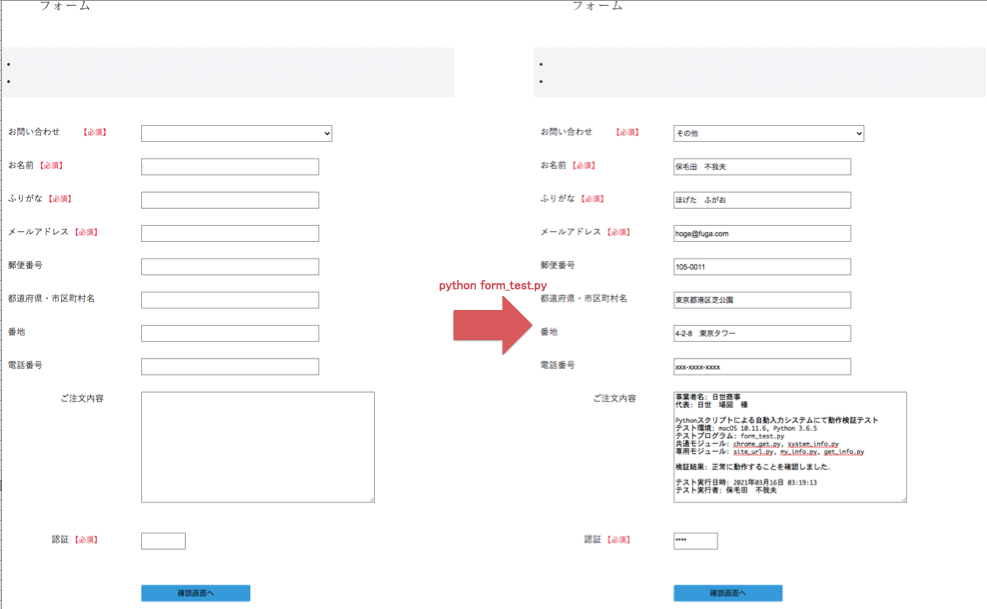 フォーム
お問い合わせ 【必須】
お名前【必須】
ふりがな【必須】
メールアドレス【必須】
郵便番号
都道府県・市区町村名
番地
電話番号
ご注文内容
認証【必須】
確認画面へ
python form_test.py
フォーム
お問い合わせ 【必須】
その他
お名前【必須】
保毛田　不我夫
ふりがな【必須】
ほげた　ふがお
メールアドレス【必須】
hoge@fuga.com
郵便番号
105-0011
都道府県・市区町村名
東京都港区芝公園
番地
4-2-8　東京タワー
電話番号
xxx-xxxx-xxxx
ご注文内容
事業者名: 日世商事
代表: 日世　場図　様
Pythonスクリプトによる自動入力システムにて動作検証テスト
テスト環境: macOS 10.11.6, Python 3.6.5
テストプログラム: form_test.py
共通モジュール: chrome_get.py, system_info.py
専用モジュール: site_url.py, my_info.py, get_info.py
検証結果: 正常に動作することを確認しました.
テスト実行日時: 2021年03月16日 03:19:13
テスト実行者: 保毛田　不我夫
認証【必須】
****
確認画面へ